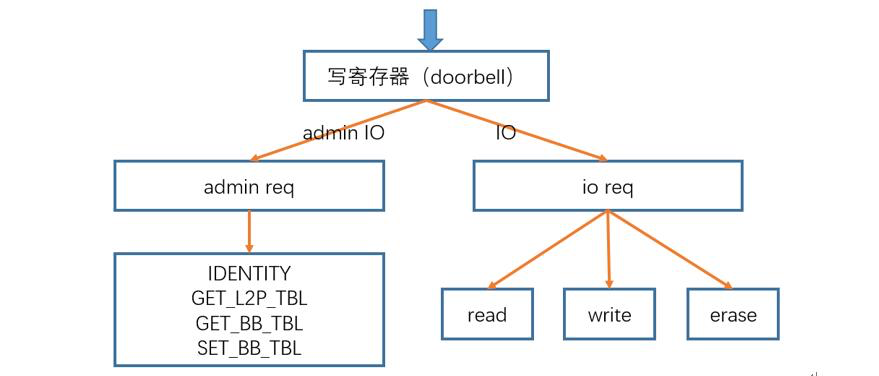 写寄存器（doorbell）
admin IO
IO
admin req
io req
IDENTITY
GET_L2P_TBL
GET_BB_TBL
SET_BB_TBL
read
write
erase